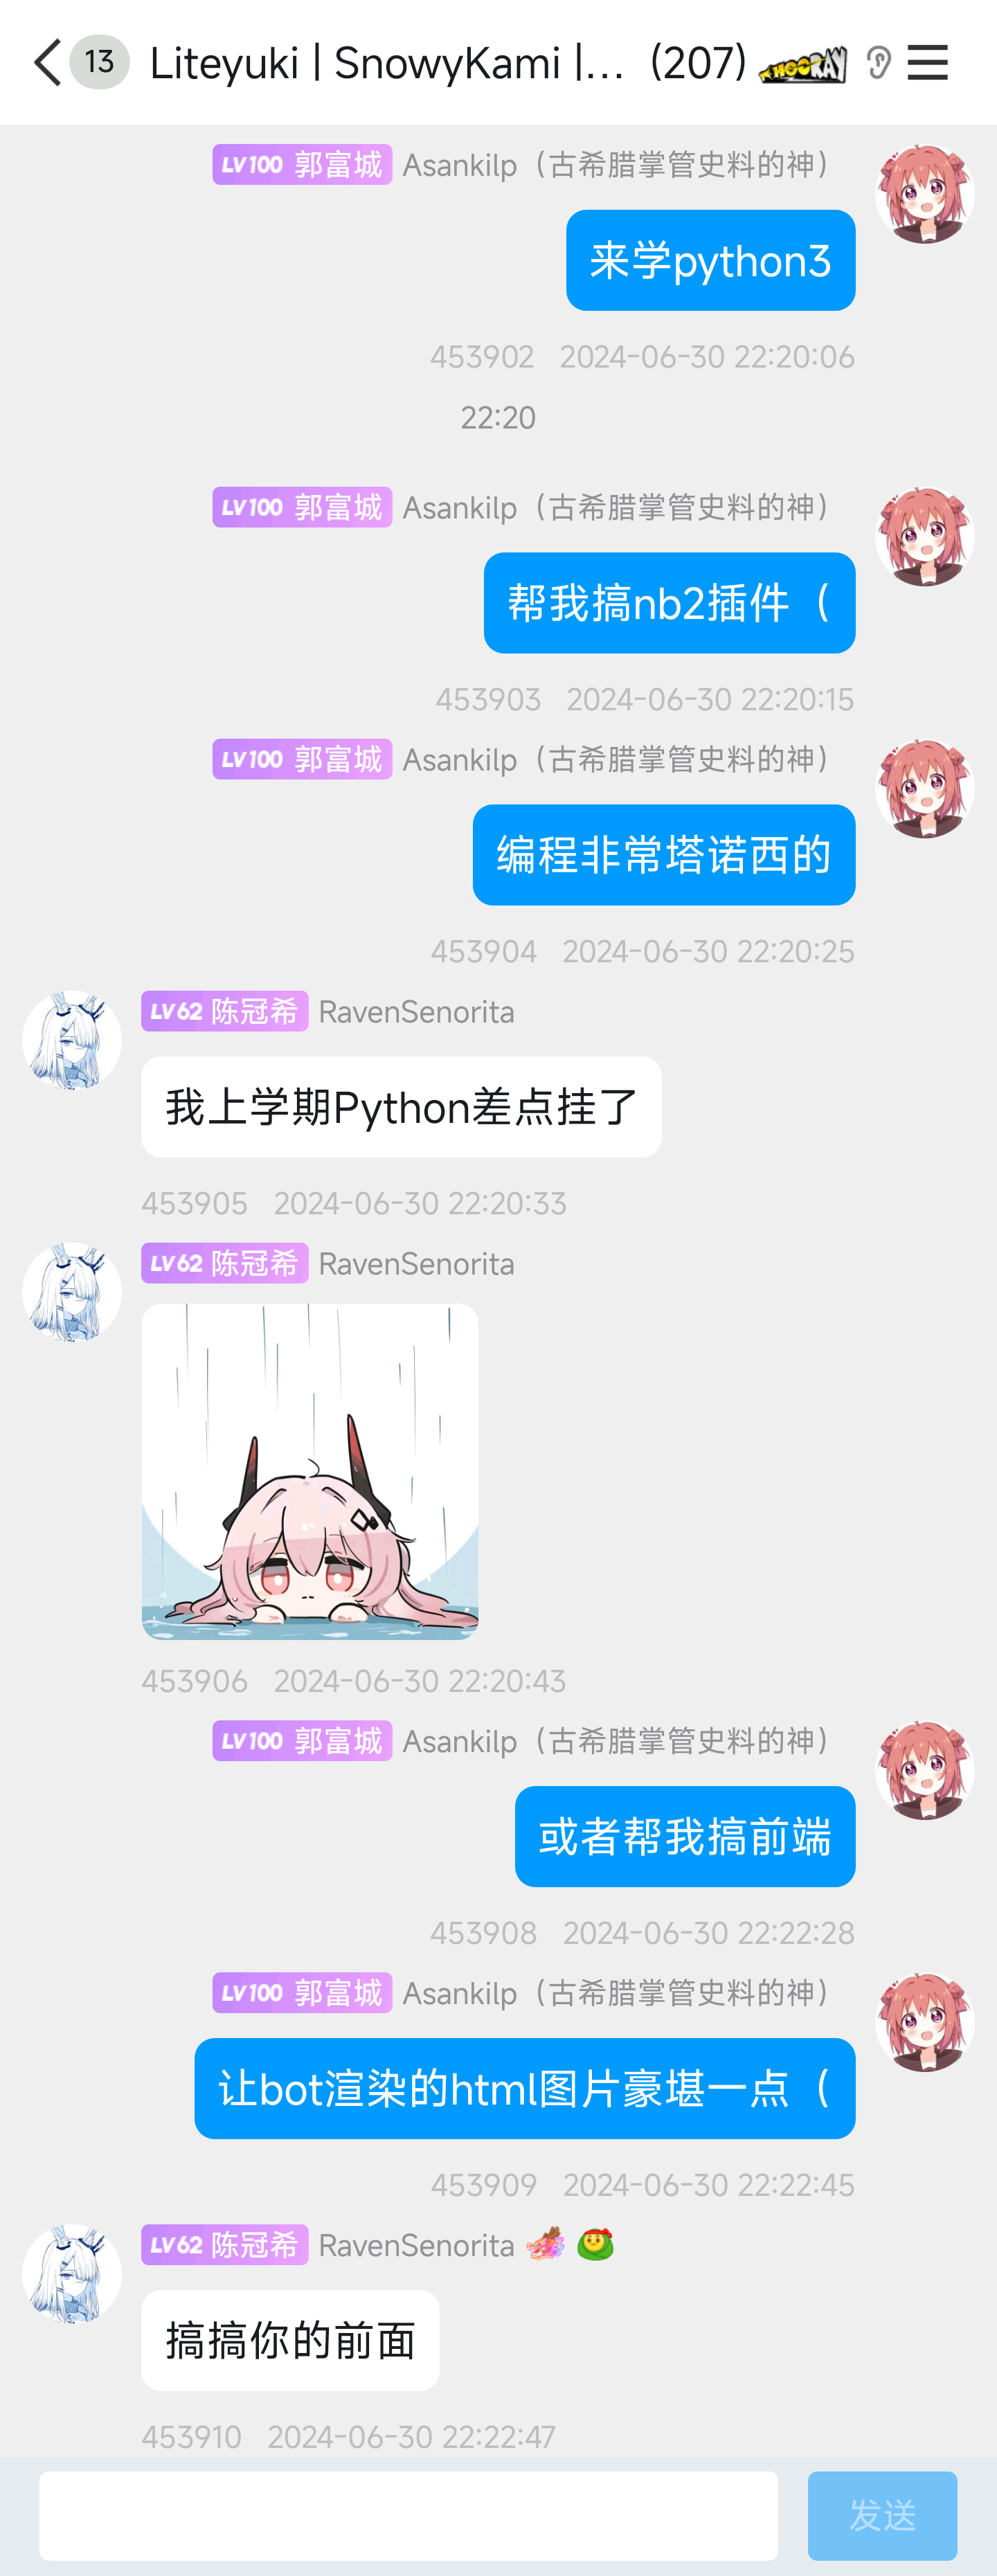 13 Liteyuki | SnowyKami |... (207) WHOOKAY
LV100 郭富城 Asankilp（古希腊掌管史料的神）
来学python3
453902 2024-06-30 22:20:06
22:20
LV100 郭富城 Asankilp（古希腊掌管史料的神）
帮我搞nb2插件（
453903 2024-06-30 22:20:15
LV100 郭富城 Asankilp（古希腊掌管史料的神）
编程非常塔诺西的
453904 2024-06-30 22:20:25
LV62 陈冠希 RavenSenorita
我上学期Python差点挂了
453905 2024-06-30 22:20:33
LV62 陈冠希 RavenSenorita
453906 2024-06-30 22:20:43
LV100 郭富城 Asankilp（古希腊掌管史料的神）
或者帮我搞前端
453908 2024-06-30 22:22:28
LV100 郭富城 Asankilp（古希腊掌管史料的神）
让bot渲染的html图片豪堪一点（
453909 2024-06-30 22:22:45
LV62 陈冠希 RavenSenorita
搞搞你的前面
453910 2024-06-30 22:22:47
发送